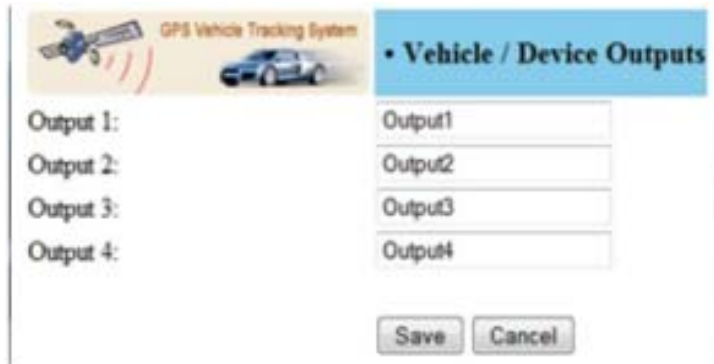 GPS Vehicle Tracking System
• Vehicle / Device Outputs
Output 1: Output1
Output 2: Output2
Output 3: Output3
Output 4: Output4
Save Cancel